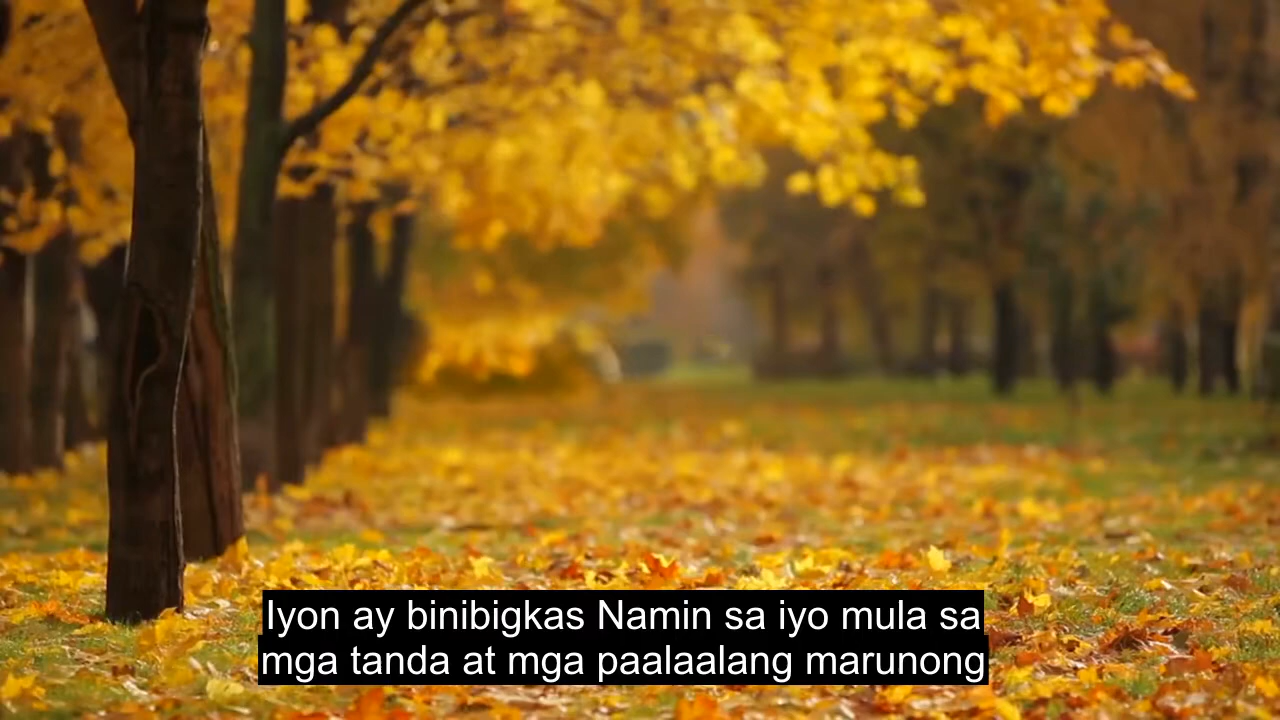 Iyon ay binibigkas Namin sa iyo mula sa
mga tanda at mga paalaalang marunong